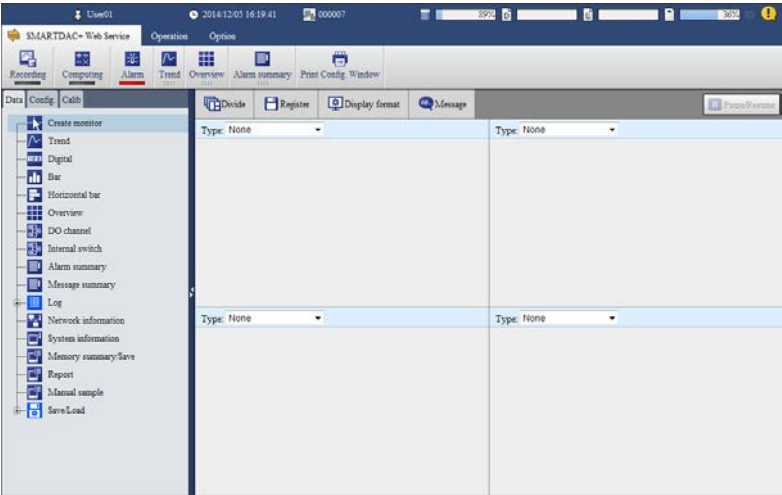 User01 2014/12/05 16:19:41 000007 89% 36%
SMARTDAC+ Web Service Operation Option
Recording Computing Alarm Trend Overview Alarm summary Print Config. Window
Data Config. Calib
Divide Register Display format Message Pause/Resume
Create monitor
Type: None Type: None
Trend
Digital
Bar
Horizontal bar
Overview
DO channel
Internal switch
Alarm summary
Message summary
Log
Type: None Type: None
Network information
System information
Memory summary/Save
Report
Manual sample
Save/Load